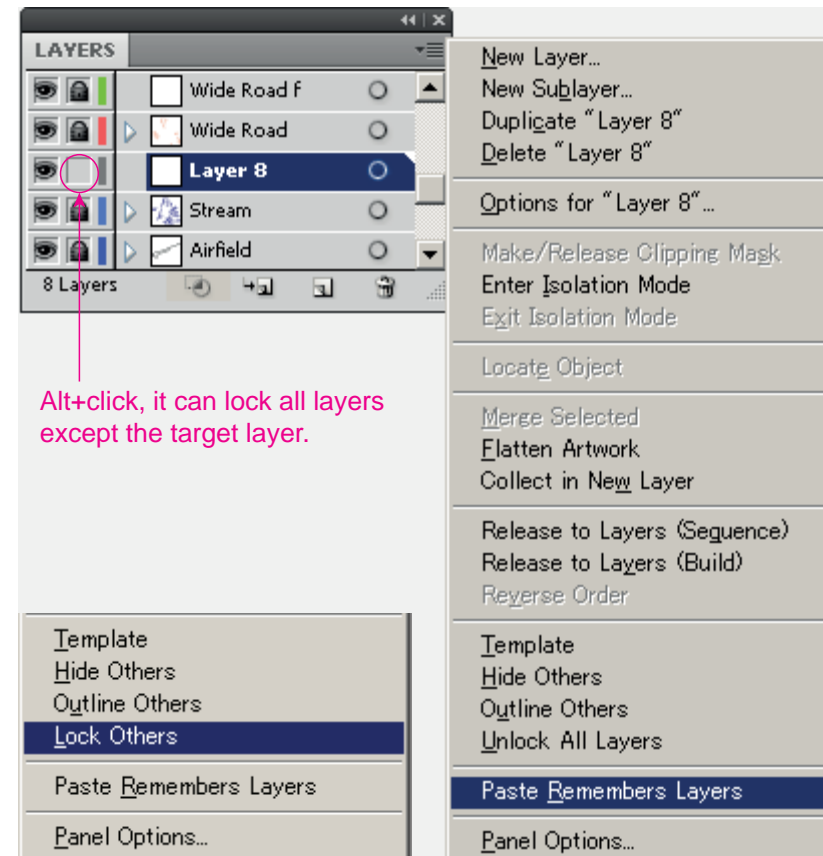 LAYERS
Wide Road f
Wide Road
Layer 8
Stream
Airfield
8 Layers
Alt+click, it can lock all layers
except the target layer.
Template
Hide Others
Outline Others
Lock Others
Paste Remembers Layers
Panel Options...
New Layer...
New Sublayer...
Duplicate "Layer 8"
Delete "Layer 8"
Options for "Layer 8"...
Make/Release Clipping Mask
Enter Isolation Mode
Exit Isolation Mode
Locate Object
Merge Selected
Flatten Artwork
Collect in New Layer
Release to Layers (Sequence)
Release to Layers (Build)
Reverse Order
Template
Hide Others
Outline Others
Unlock All Layers
Paste Remembers Layers
Panel Options...